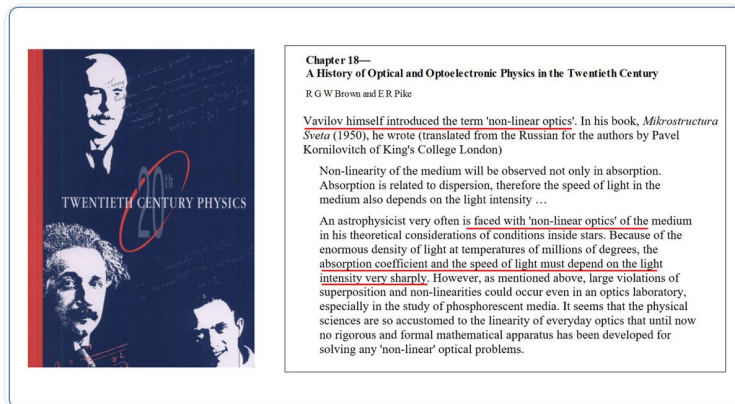 20th
TWENTIETH CENTURY PHYSICS
Chapter 18—
A History of Optical and Optoelectronic Physics in the Twentieth Century
R G W Brown and E R Pike
Vavilov himself introduced the term 'non-linear optics'. In his book, Mikrostructura
Sveta (1950), he wrote (translated from the Russian for the authors by Pavel
Kornilovitch of King's College London)
Non-linearity of the medium will be observed not only in absorption.
Absorption is related to dispersion, therefore the speed of light in the
medium also depends on the light intensity …
An astrophysicist very often is faced with 'non-linear optics' of the medium
in his theoretical considerations of conditions inside stars. Because of the
enormous density of light at temperatures of millions of degrees, the
absorption coefficient and the speed of light must depend on the light
intensity very sharply. However, as mentioned above, large violations of
superposition and non-linearities could occur even in an optics laboratory,
especially in the study of phosphorescent media. It seems that the physical
sciences are so accustomed to the linearity of everyday optics that until now
no rigorous and formal mathematical apparatus has been developed for
solving any 'non-linear' optical problems.